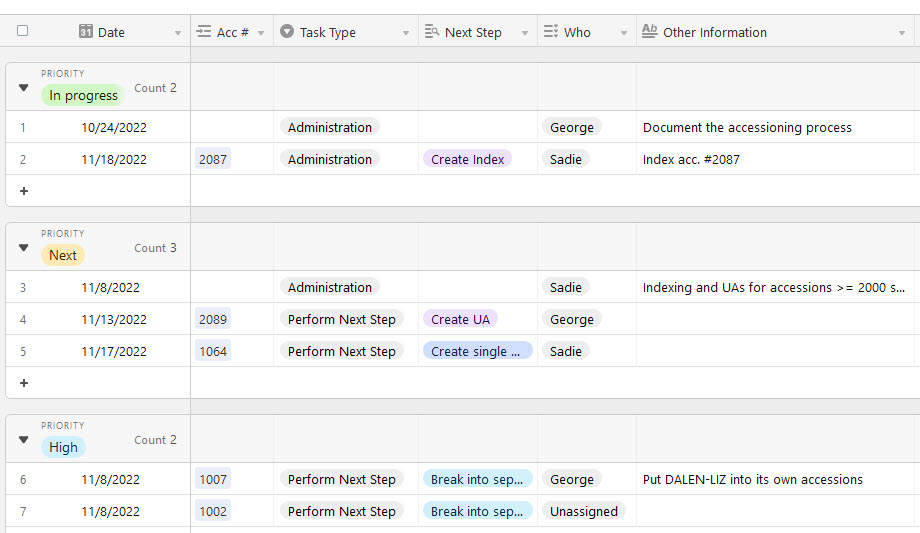 Date Acc # Task Type Next Step Who Other Information
PRIORITY
In progress Count 2
1 10/24/2022 Administration George Document the accessioning process
2 11/18/2022 2087 Administration Create Index Sadie Index acc. #2087
+
PRIORITY
Next Count 3
3 11/8/2022 Administration Sadie Indexing and UAs for accessions >= 2000 s...
4 11/13/2022 2089 Perform Next Step Create UA George
5 11/17/2022 1064 Perform Next Step Create single ... Sadie
+
PRIORITY
High Count 2
6 11/8/2022 1007 Perform Next Step Break into sep... George Put DALEN-LIZ into its own accessions
7 11/8/2022 1002 Perform Next Step Break into sep... Unassigned